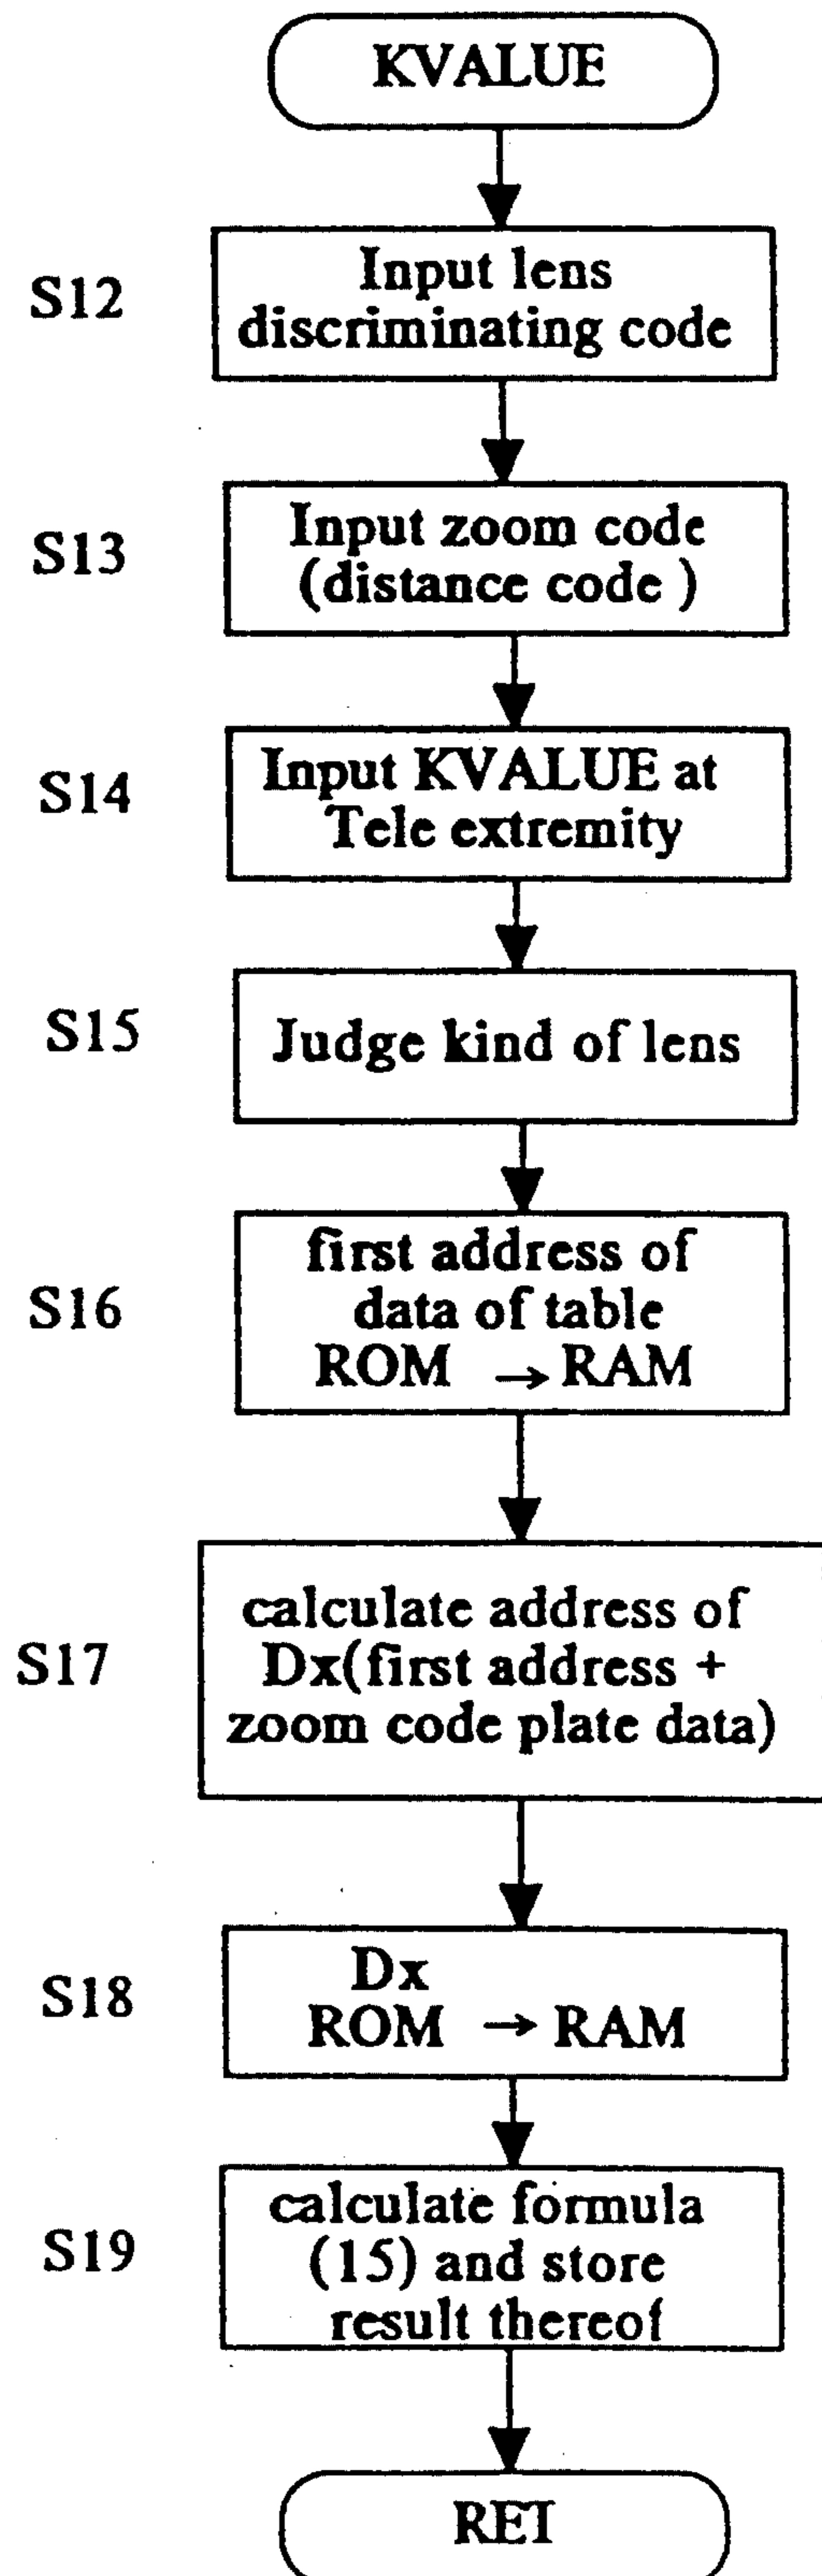 KVALUE
S12
Input lens
discriminating code
S13
Input zoom code
(distance code )
S14
Input KVALUE at
Tele extremity
S15
Judge kind of lens
S16
first address of
data of table
ROM → RAM
S17
calculate address of
Dx(first address +
zoom code plate data)
S18
Dx
ROM → RAM
S19
calculate formula
(15) and store
result thereof
RET